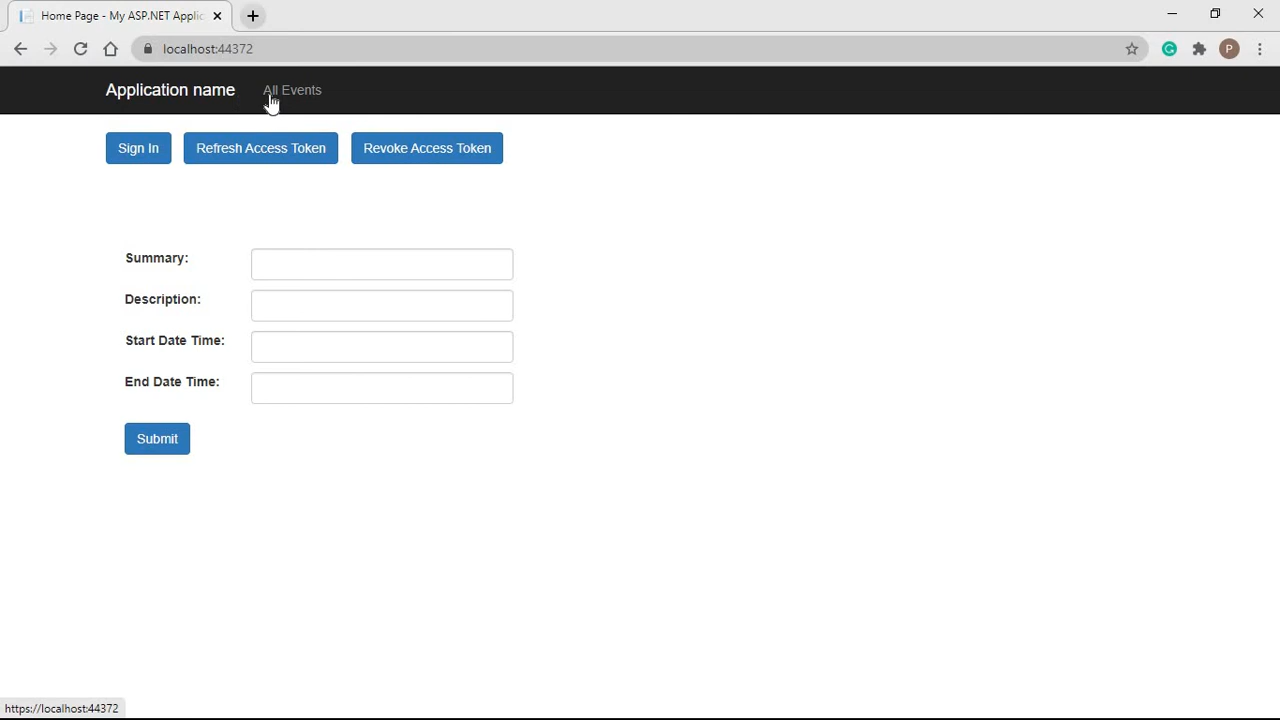 Home Page - My ASP.NET Applic
localhost:44372
P
Application name All Events
Sign In Refresh Access Token Revoke Access Token
Summary:
Description:
Start Date Time:
End Date Time:
Submit
https://localhost:44372